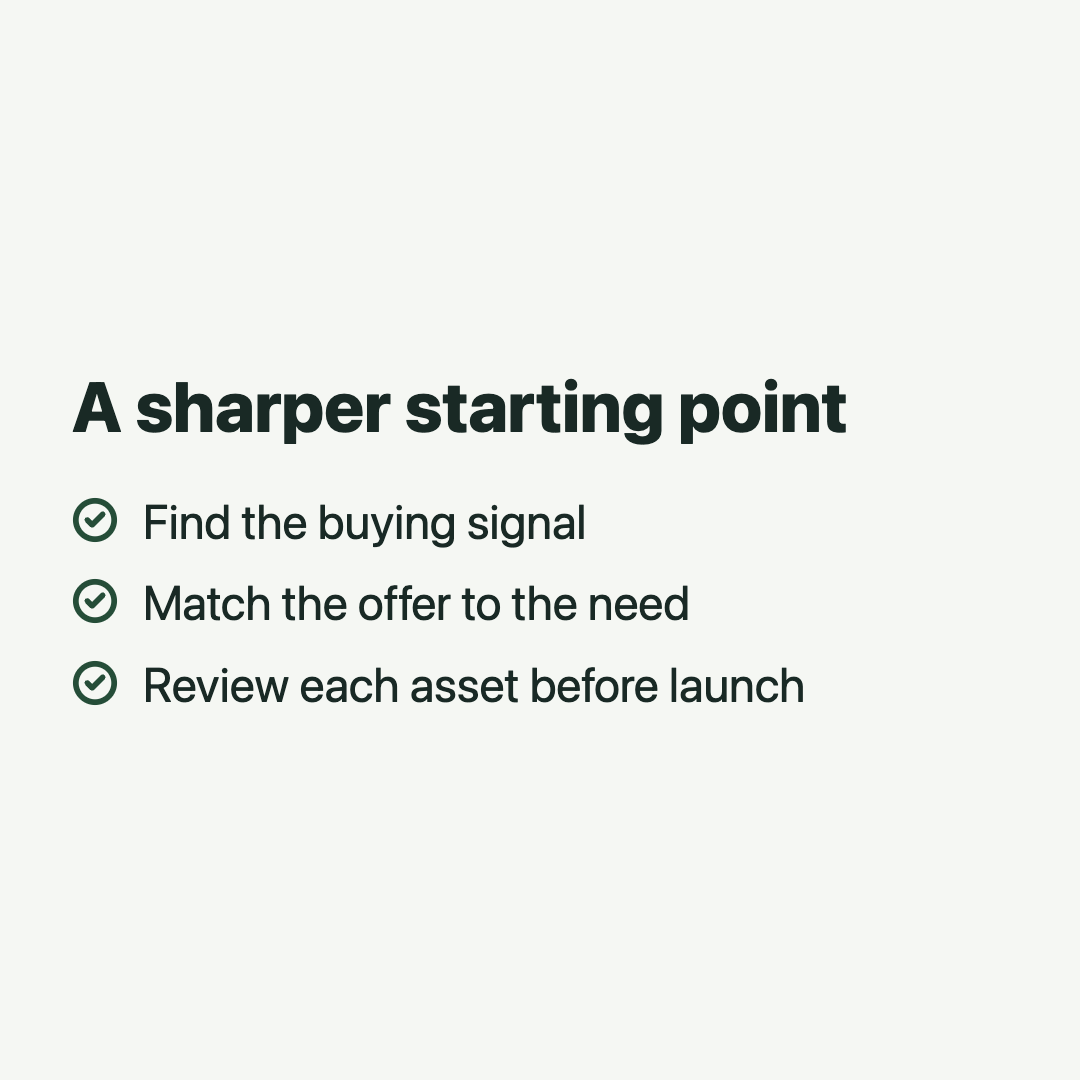 A sharper starting point
Find the buying signal
Match the offer to the need
Review each asset before launch